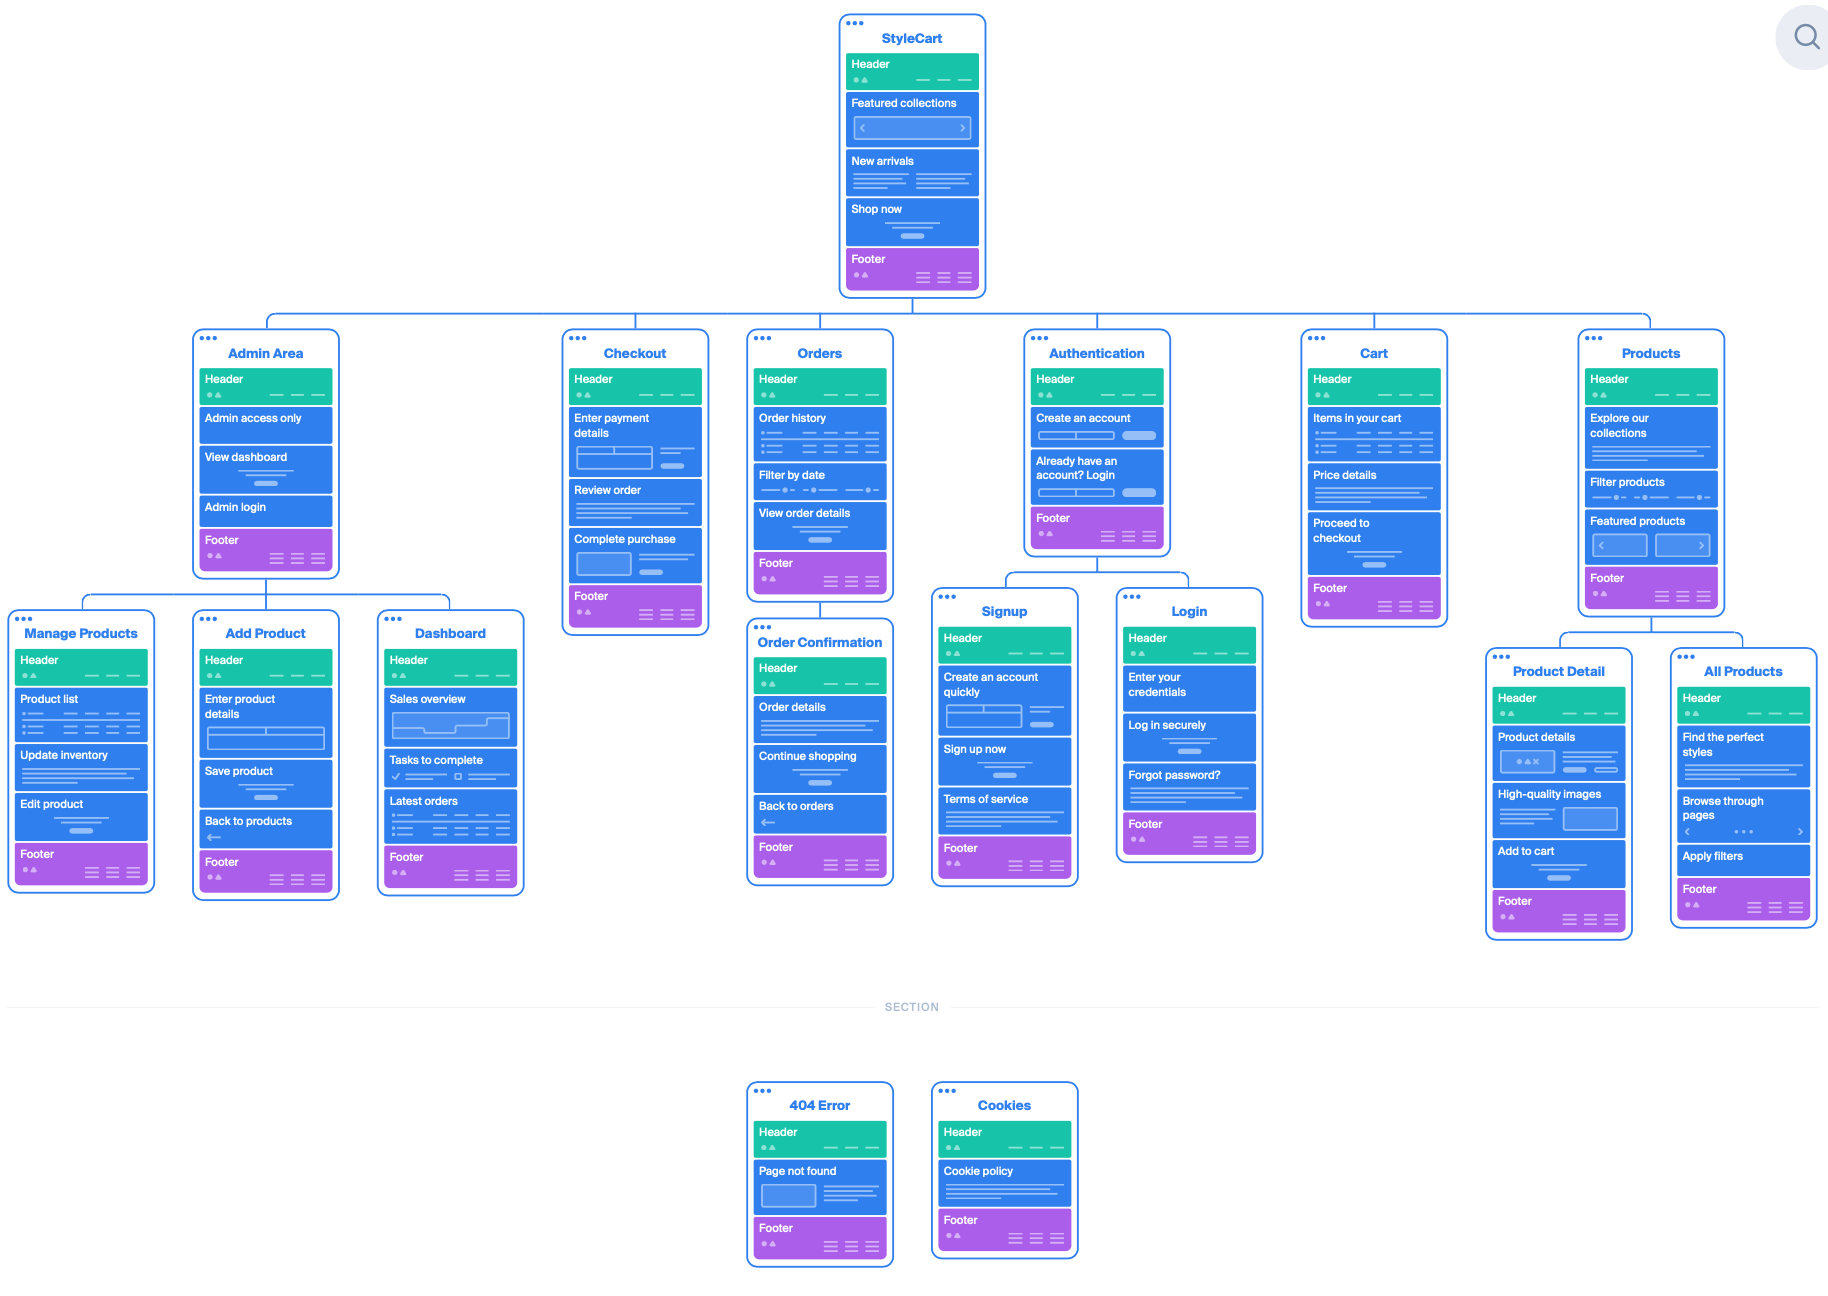 StyleCart
Header
Featured collections
New arrivals
Shop now
Footer
Admin Area
Header
Admin access only
View dashboard
Admin login
Footer
Checkout
Header
Enter payment
details
Review order
Complete purchase
Footer
Orders
Header
Order history
Filter by date
View order details
Footer
Authentication
Header
Create an account
Already have an
account? Login
Footer
Cart
Header
Items in your cart
Price details
Proceed to
checkout
Footer
Products
Header
Explore our
collections
Filter products
Featured products
Footer
Manage Products
Header
Product list
Update inventory
Edit product
Footer
Add Product
Header
Enter product
details
Save product
Back to products
Footer
Dashboard
Header
Sales overview
Tasks to complete
Latest orders
Footer
Order Confirmation
Header
Order details
Continue shopping
Back to orders
Footer
Signup
Header
Create an account
quickly
Sign up now
Terms of service
Footer
Login
Header
Enter your
credentials
Log in securely
Forgot password?
Footer
Product Detail
Header
Product details
High-quality images
Add to cart
Footer
All Products
Header
Find the perfect
styles
Browse through
pages
Apply filters
Footer
SECTION
404 Error
Header
Page not found
Footer
Cookies
Header
Cookie policy
Footer